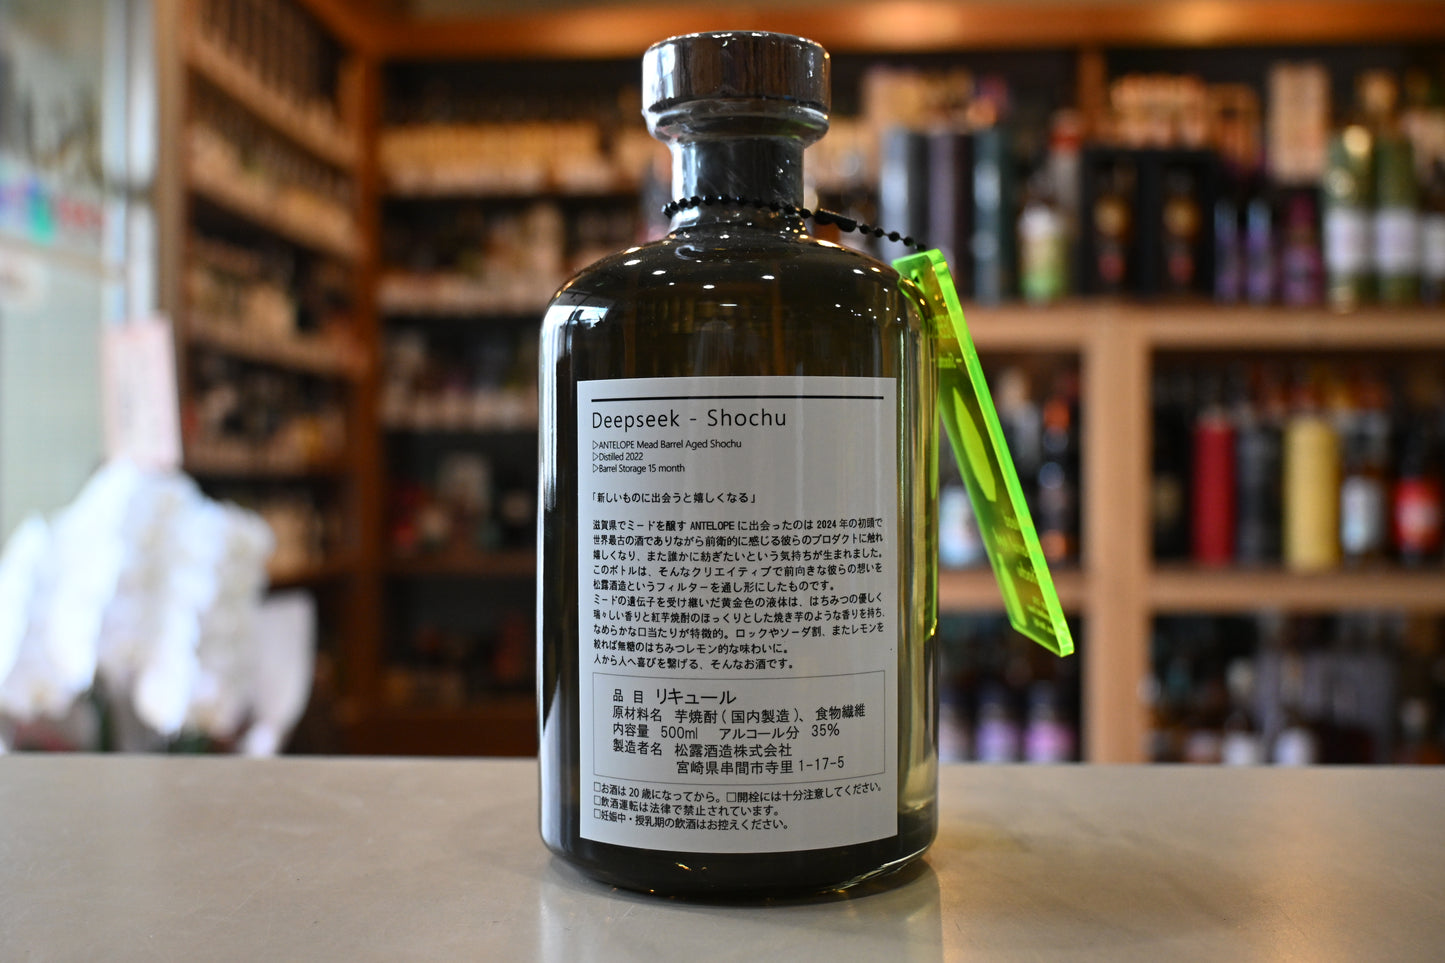 Deepseek - Shochu
▷ANTELOPE Mead Barrel Aged Shochu
▷Distilled 2022
▷Barrel Storage 15 month
「新しいものに出会うと嬉しくなる」
滋賀県でミードを醸す ANTELOPE に出会ったのは 2024 年の初頭で
世界最古の酒でありながら前衛的に感じる彼らのプロダクトに触れ
嬉しくなり、また誰かに紡ぎたいという気持ちが生まれました。
このボトルは、そんなクリエイティブで前向きな彼らの想いを
松露酒造というフィルターを通し形にしたものです。
ミードの遺伝子を受け継いだ黄金色の液体は、はちみつの優しく
瑞々しい香りと紅芋焼酎のほっくりとした焼き芋のような香りを持ち、
なめらかな口当たりが特徴的。ロックやソーダ割、またレモンを
絞れば無糖のはちみつレモン的な味わいに。
人から人へ喜びを繋げる、そんなお酒です。
品 目 リキュール
原材料名 芋焼酎(国内製造)、食物繊維
内容量 500ml アルコール分 35%
製造者名 松露酒造株式会社
宮崎県串間市寺里 1-17-5
□お酒は 20 歳になってから。□開栓には十分注意してください。
□飲酒運転は法律で禁止されています。
□妊娠中・授乳期の飲酒はお控えください。